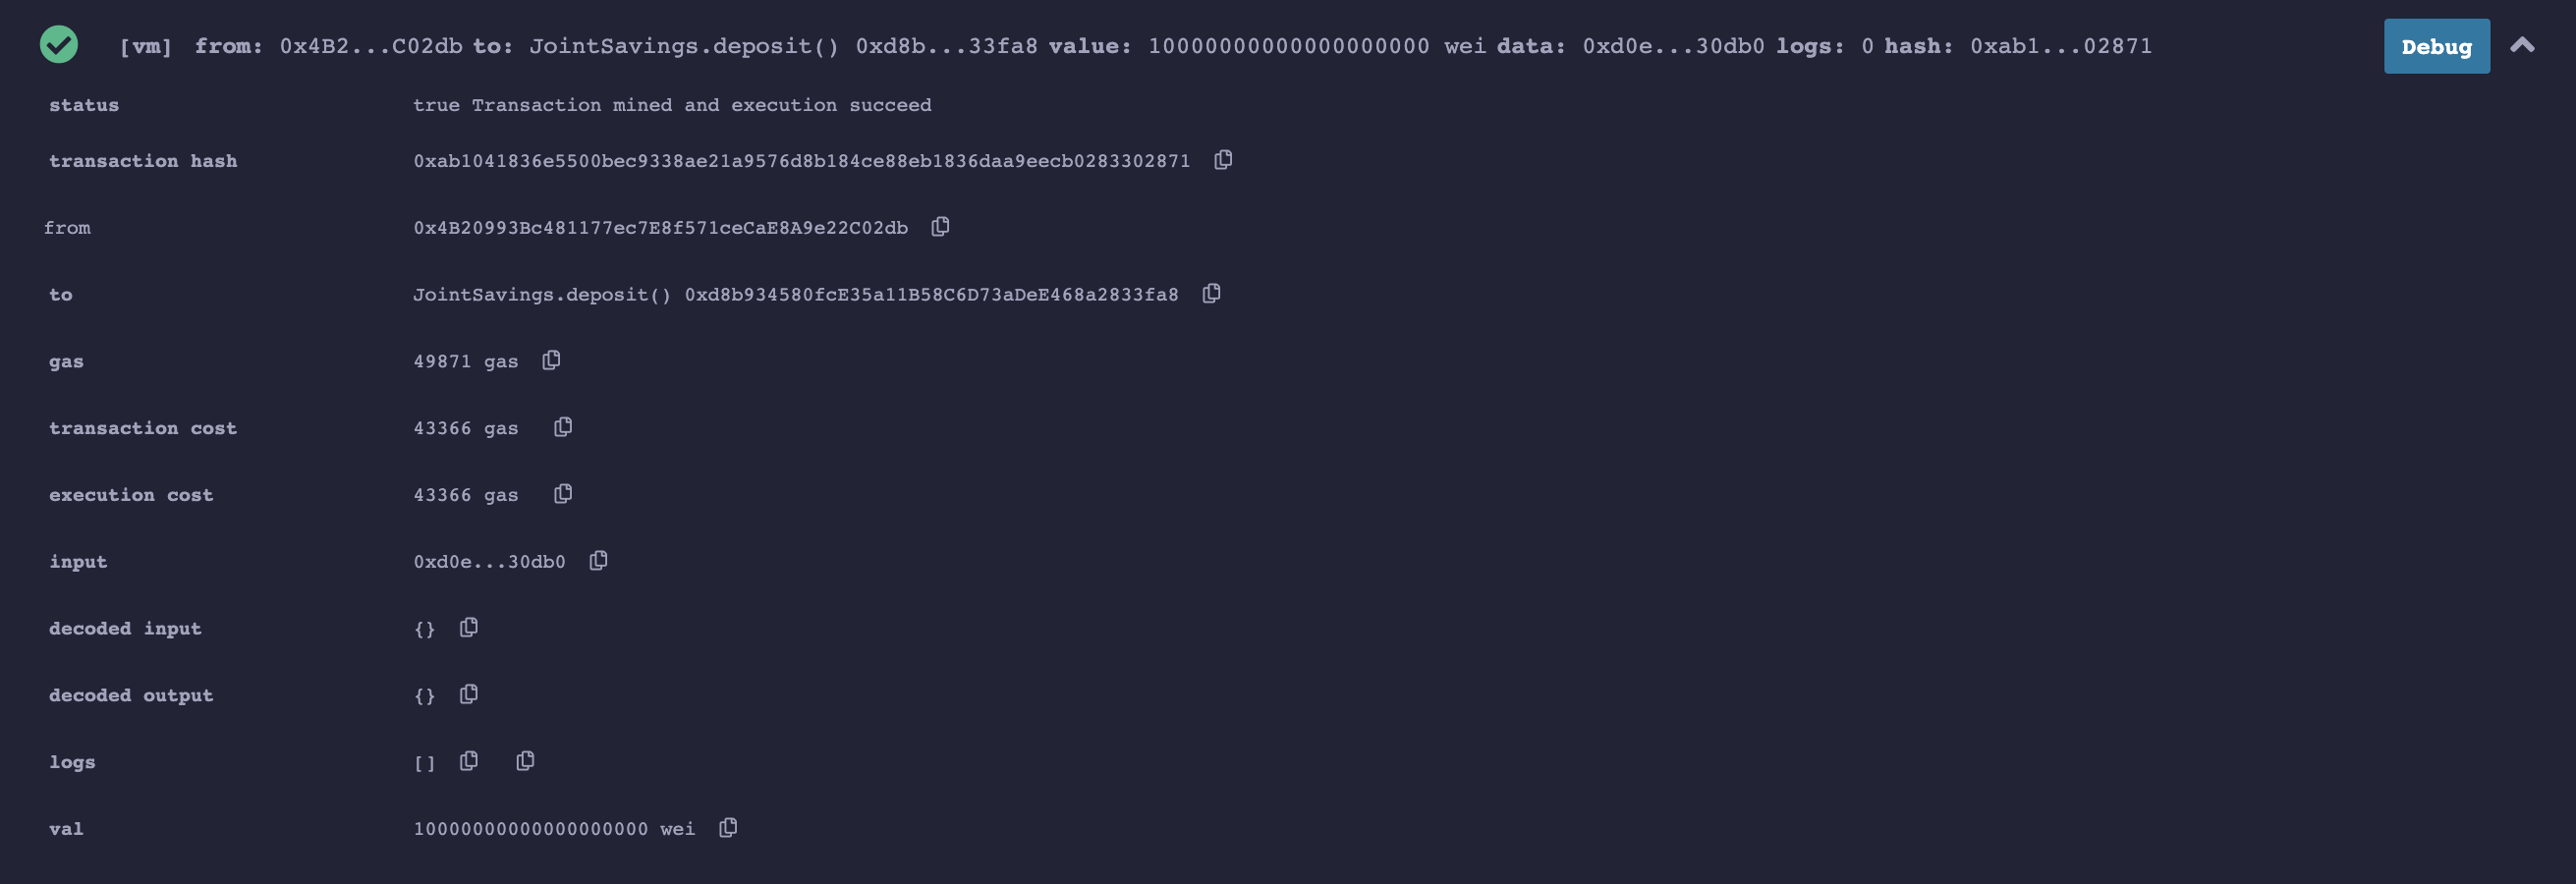 [vm] from: 0x4B2...C02db to: JointSavings.deposit() 0xd8b...33fa8 value: 10000000000000000000 wei data: 0xd0e...30db0 logs: 0 hash: 0xab1...02871 Debug
status true Transaction mined and execution succeed
transaction hash 0xab1041836e5500bec9338ae21a9576d8b184ce88eb1836daa9eecb0283302871
from 0x4B20993Bc481177ec7E8f571ceCaE8A9e22C02db
to JointSavings.deposit() 0xd8b934580fcE35a11B58C6D73aDeE468a2833fa8
gas 49871 gas
transaction cost 43366 gas
execution cost 43366 gas
input 0xd0e...30db0
decoded input {}
decoded output {}
logs []
val 10000000000000000000 wei